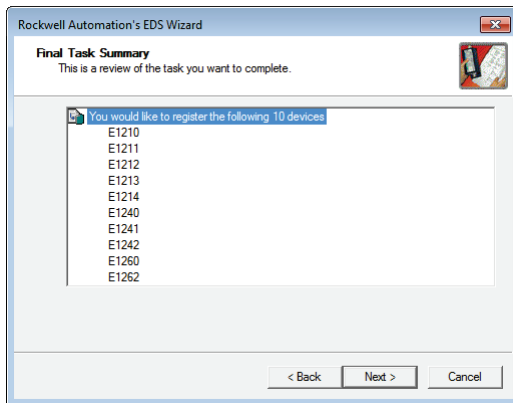 Rockwell Automation's EDS Wizard
Final Task Summary
This is a review of the task you want to complete.
You would like to register the following 10 devices
E1210
E1211
E1212
E1213
E1214
E1240
E1241
E1242
E1260
E1262
< Back
Next >
Cancel